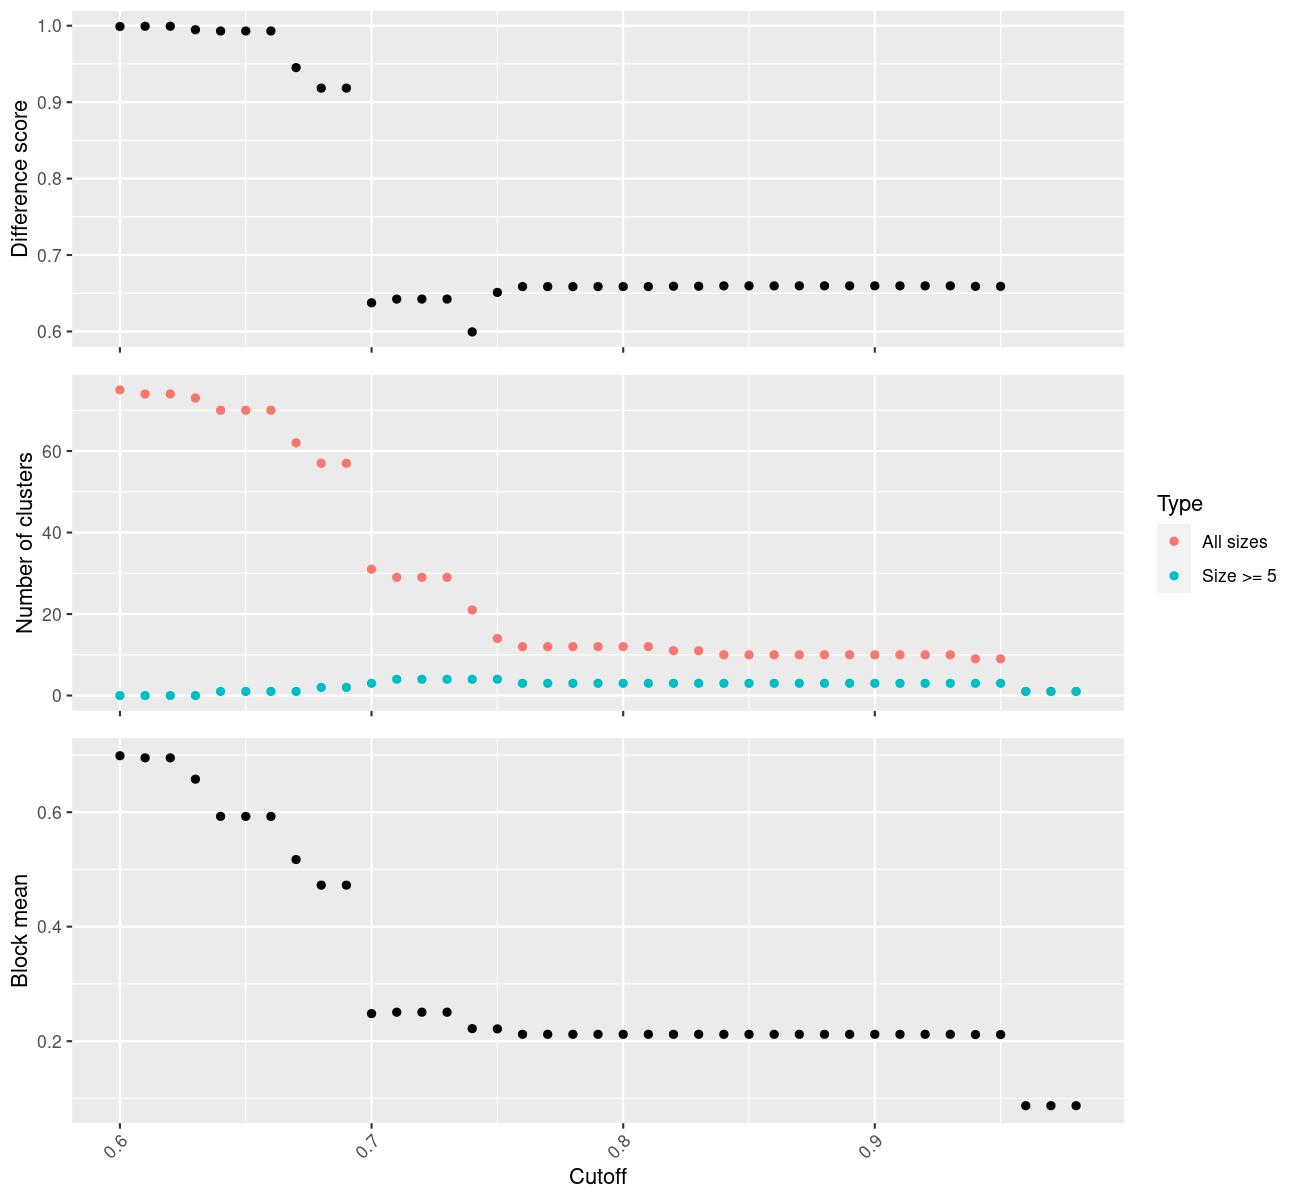 Difference score
1.0
0.9
0.8
0.7
0.6
Number of clusters
60
40
20
0
Type
All sizes
Size >= 5
Block mean
0.6
0.4
0.2
0.6
0.7
0.8
0.9
Cutoff